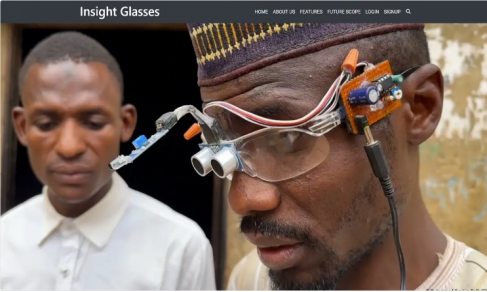 Insight Glasses
HOME ABOUT US FEATURES FUTURE SCOPE LOGIN SIGNUP